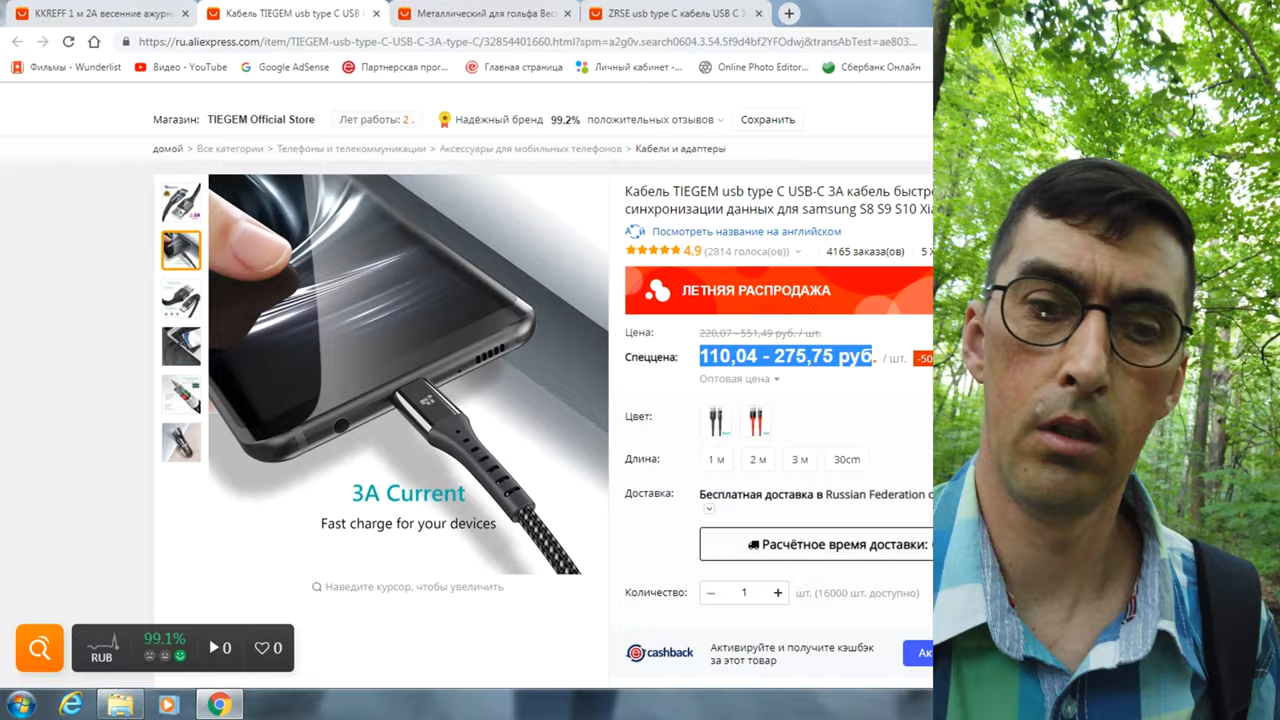 KKREFF 1 м 2A весенние ажурн
Кабель TIEGEM usb type C USB
Металлический для гольфа Вес
ZRSE usb type C кабель USB C 3
https://ru.aliexpress.com/item/TIEGEM-usb-type-C-USB-C-3A-type-c/32854401660.html?spm=a2g0v.search0604.3.54.5f9d4bf2YFOdwj&transAbTest=ae803...
Фильмы - Wunderlist
Видео - YouTube
Google AdSense
Партнерская прог...
Главная страница
Личный кабинет -...
Online Photo Editor...
Сбербанк Онлайн
Магазин: TIEGEM Official Store
Лет работы: 2 .
Надёжный бренд 99.2% положительных отзывов
Сохранить
домой > Все категории > Телефоны и телекоммуникации > Аксессуары для мобильных телефонов > Кабели и адаптеры
Кабель TIEGEM usb type C USB-C 3A кабель быстро
синхронизации данных для samsung S8 S9 S10 Xia
Посмотреть название на английском
4.9 (2814 голоса(ов))
4165 заказа(ов)
5 X
ЛЕТНЯЯ РАСПРОДАЖА
Цена: 220,07 - 551,49 руб. / шт.
Спеццена: 110,04 - 275,75 руб. / шт. -50
Оптовая цена
Цвет:
Длина: 1 м 2 м 3 м 30cm
Доставка: Бесплатная доставка в Russian Federation с
Расчётное время доставки:
Количество: – 1 + шт. (16000 шт. доступно)
cashback
Активируйте и получите кэшбэк
за этот товар
Ак
3A Current
Fast charge for your devices
Наведите курсор, чтобы увеличить
RUB
99.1%
0
0